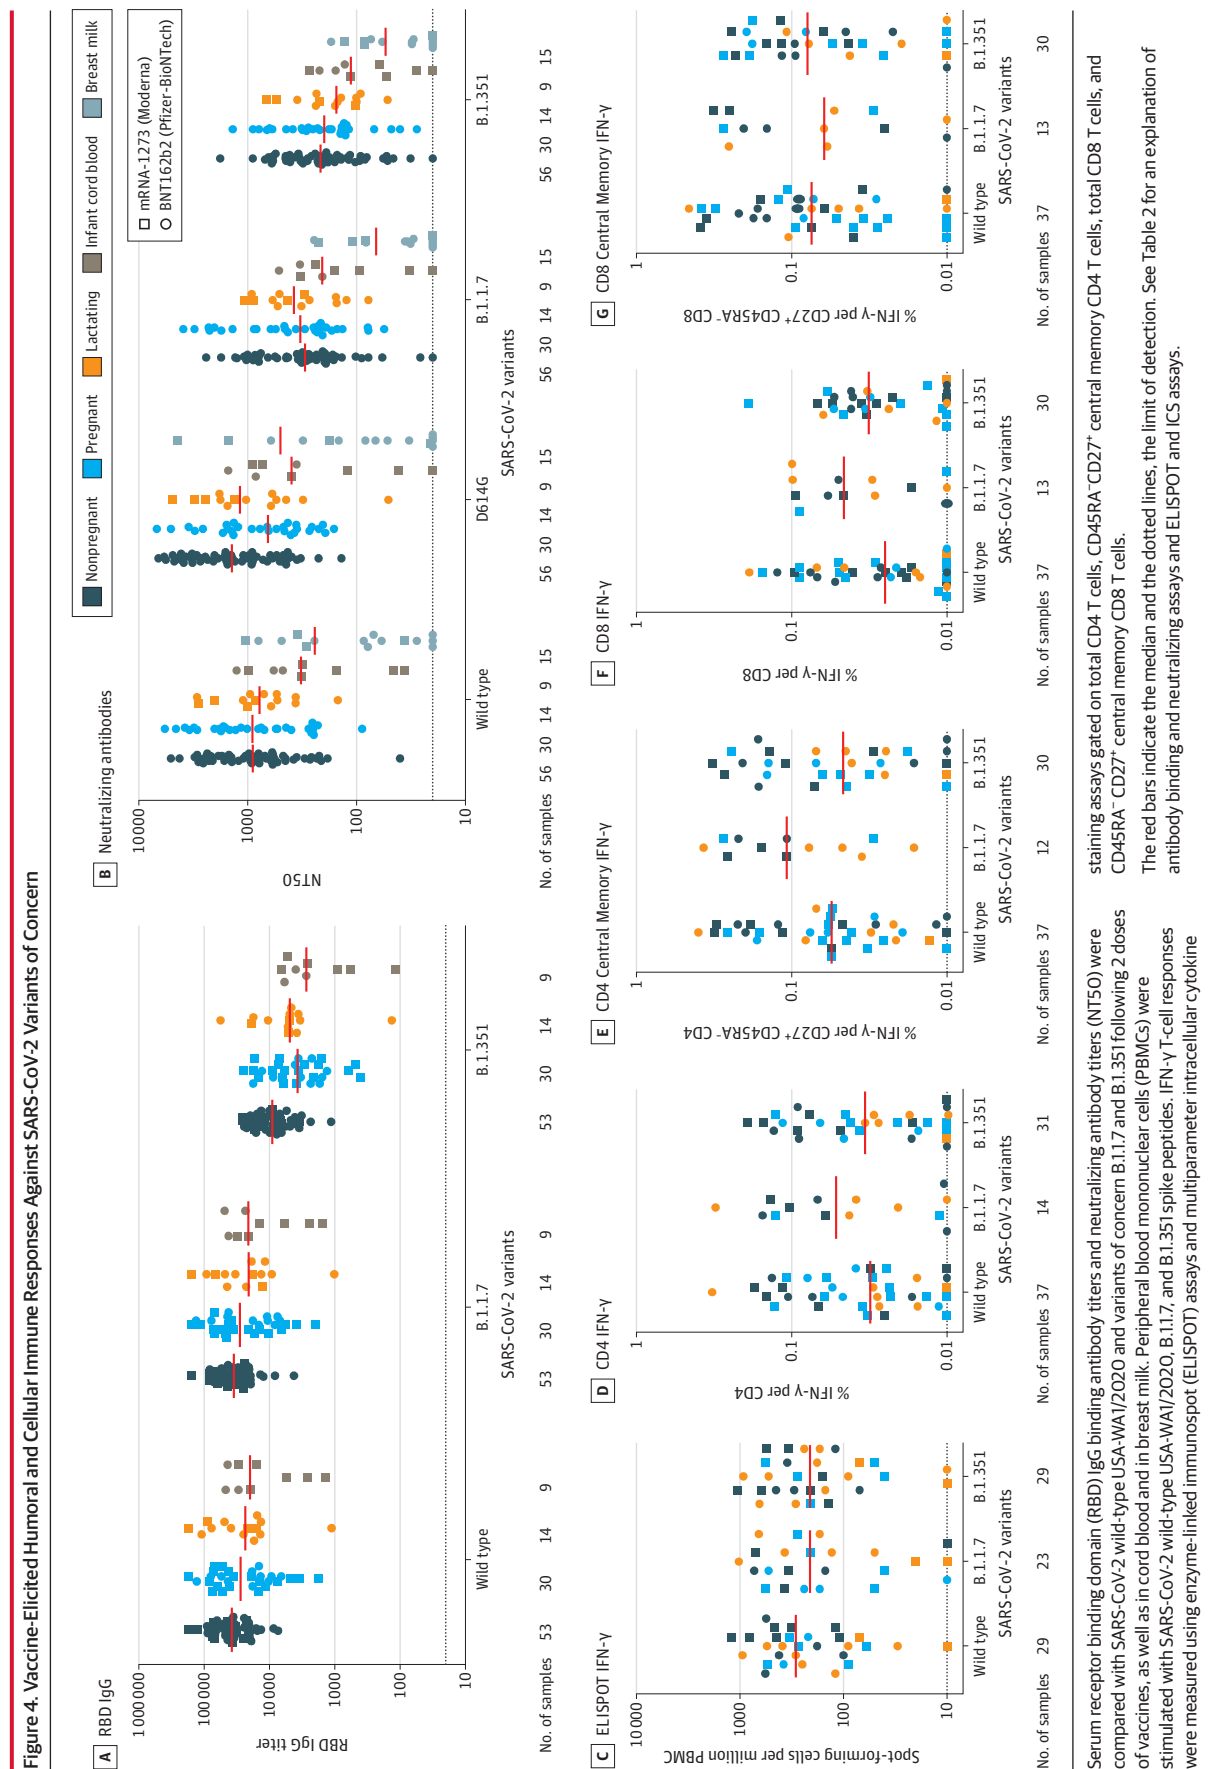 Figure 4. Vaccine-Elicited Humoral and Cellular Immune Responses Against SARS-CoV-2 Variants of Concern
Nonpregnant Pregnant Lactating Infant cord blood Breast milk
A RBD IgG
RBD IgG titer
1 000 000
100 000
10 000
1000
100
10
Wild type B.1.1.7 B.1.351
SARS-CoV-2 variants
No. of samples 53 30 14 9 53 30 14 9 53 30 14 9
B Neutralizing antibodies
mRNA-1273 (Moderna)
BNT162b2 (Pfizer-BioNTech)
NT50
10 000
1000
100
10
Wild type D614G B.1.1.7 B.1.351
SARS-CoV-2 variants
No. of samples 56 30 14 9 15 56 30 14 9 15 56 30 14 9 15 56 30 14 9 15
C ELISPOT IFN-γ
Spot-forming cells per million PBMC
10 000
1000
100
10
Wild type B.1.1.7 B.1.351
SARS-CoV-2 variants
No. of samples 29 23 29
D CD4 IFN-γ
% IFN-γ per CD4
1
0.1
0.01
Wild type B.1.1.7 B.1.351
SARS-CoV-2 variants
No. of samples 37 14 31
E CD4 Central Memory IFN-γ
% IFN-γ per CD27+ CD45RA- CD4
1
0.1
0.01
Wild type B.1.1.7 B.1.351
SARS-CoV-2 variants
No. of samples 37 12 30
F CD8 IFN-γ
% IFN-γ per CD8
1
0.1
0.01
Wild type B.1.1.7 B.1.351
SARS-CoV-2 variants
No. of samples 37 13 30
G CD8 Central Memory IFN-γ
% IFN-γ per CD27+ CD45RA- CD8
1
0.1
0.01
Wild type B.1.1.7 B.1.351
SARS-CoV-2 variants
No. of samples 37 13 30
Serum receptor binding domain (RBD) IgG binding antibody titers and neutralizing antibody titers (NT50) were
compared with SARS-CoV-2 wild-type USA-WA1/2020 and variants of concern B.1.1.7 and B.1.351 following 2 doses
of vaccines, as well as in cord blood and in breast milk. Peripheral blood mononuclear cells (PBMCs) were
stimulated with SARS-CoV-2 wild-type USA-WA1/2020, B.1.1.7, and B.1.351 spike peptides. IFN-γ T-cell responses
were measured using enzyme-linked immunospot (ELISPOT) assays and multiparameter intracellular cytokine
staining assays gated on total CD4 T cells, CD45RA−CD27+ central memory CD4 T cells, total CD8 T cells, and
CD45RA− CD27+ central memory CD8 T cells.
The red bars indicate the median and the dotted lines, the limit of detection. See Table 2 for an explanation of
antibody binding and neutralizing assays and ELISPOT and ICS assays.